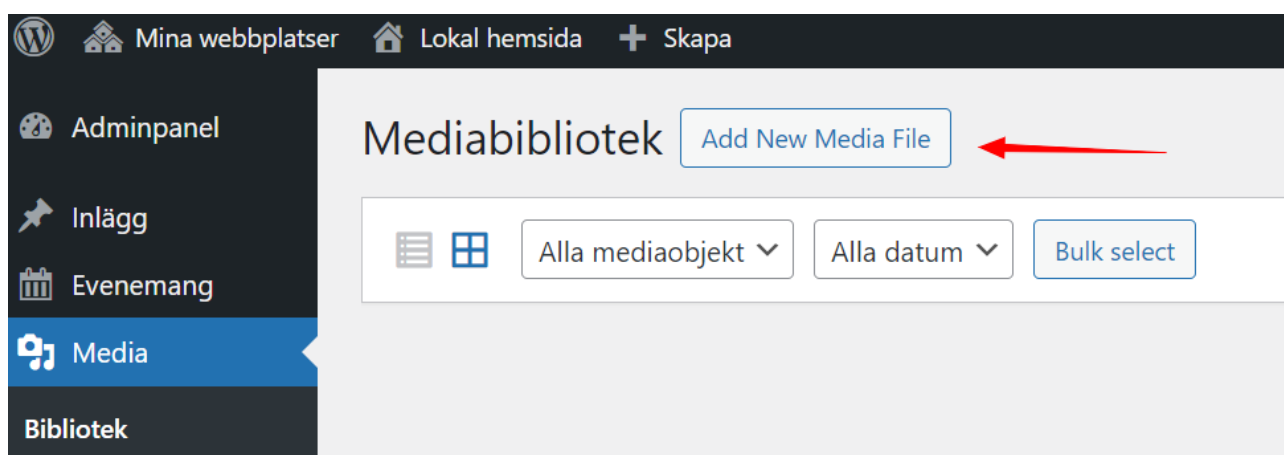 Mina webbplatser Lokal hemsida Skapa
Adminpanel
Mediabibliotek Add New Media File
Inlägg
Alla mediaobjekt Alla datum Bulk select
Evenemang
Media
Bibliotek